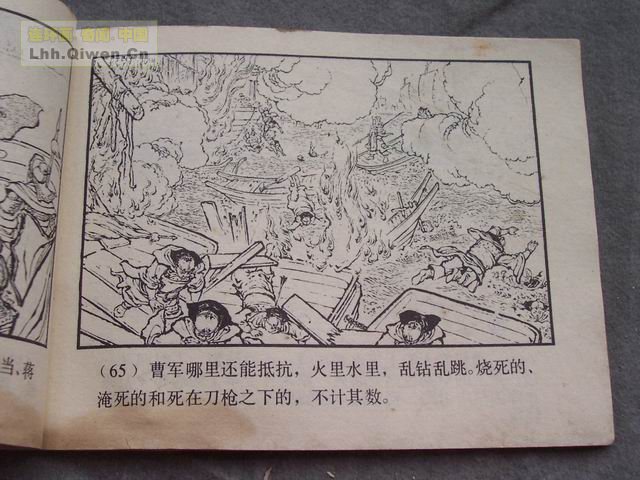 连环画.奇闻.中国
Lhh.Qiwen.Cn
当、蒋
(65) 曹军哪里还能抵抗，火里水里，乱钻乱跳。烧死的、
淹死的和死在刀枪之下的，不计其数。